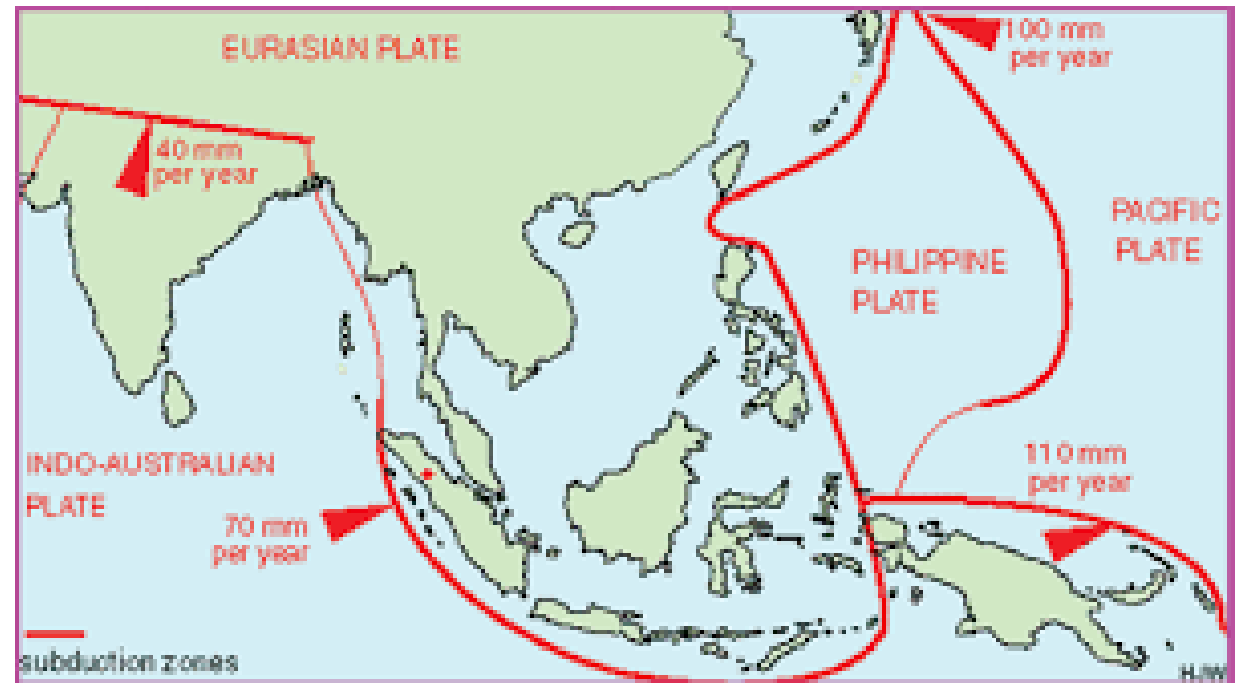 EURASIAN PLATE
100 mm
per year
40 mm
per year
PACIFIC
PLATE
PHILIPPINE
PLATE
INDO-AUSTRALIAN
PLATE
110 mm
per year
70 mm
per year
subduction zones